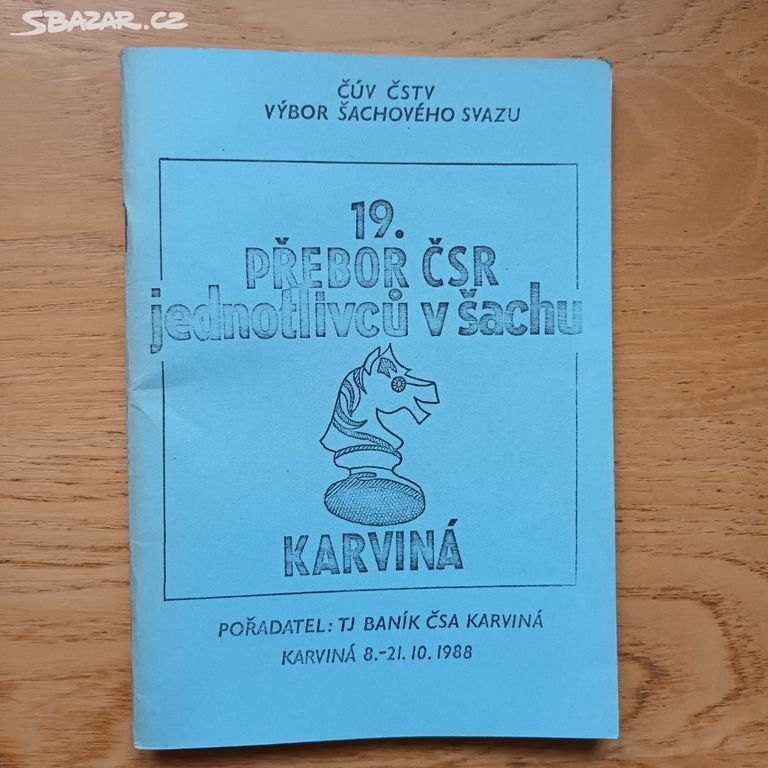 SBAZAR.CZ
ČÚV ČSTV
VÝBOR ŠACHOVÉHO SVAZU
19.
PŘEBOR ČSR
jednotlivců v šachu
KARVINÁ
POŘADATEL: TJ BANÍK ČSA KARVINÁ
KARVINÁ 8.-21.10.1988